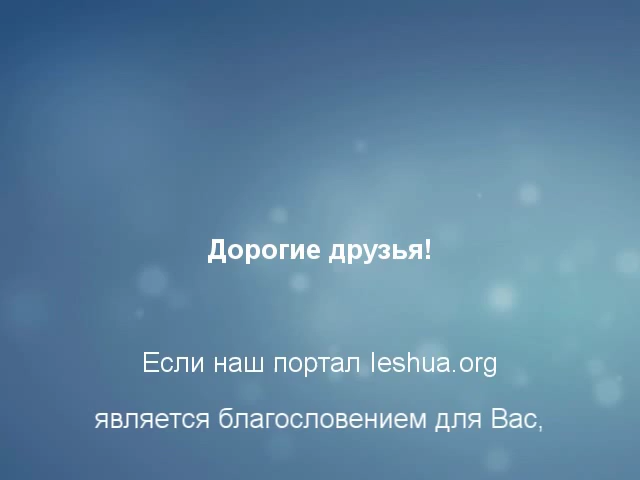 Дорогие друзья!
Если наш портал Ieshua.org
является благословением для Вас,